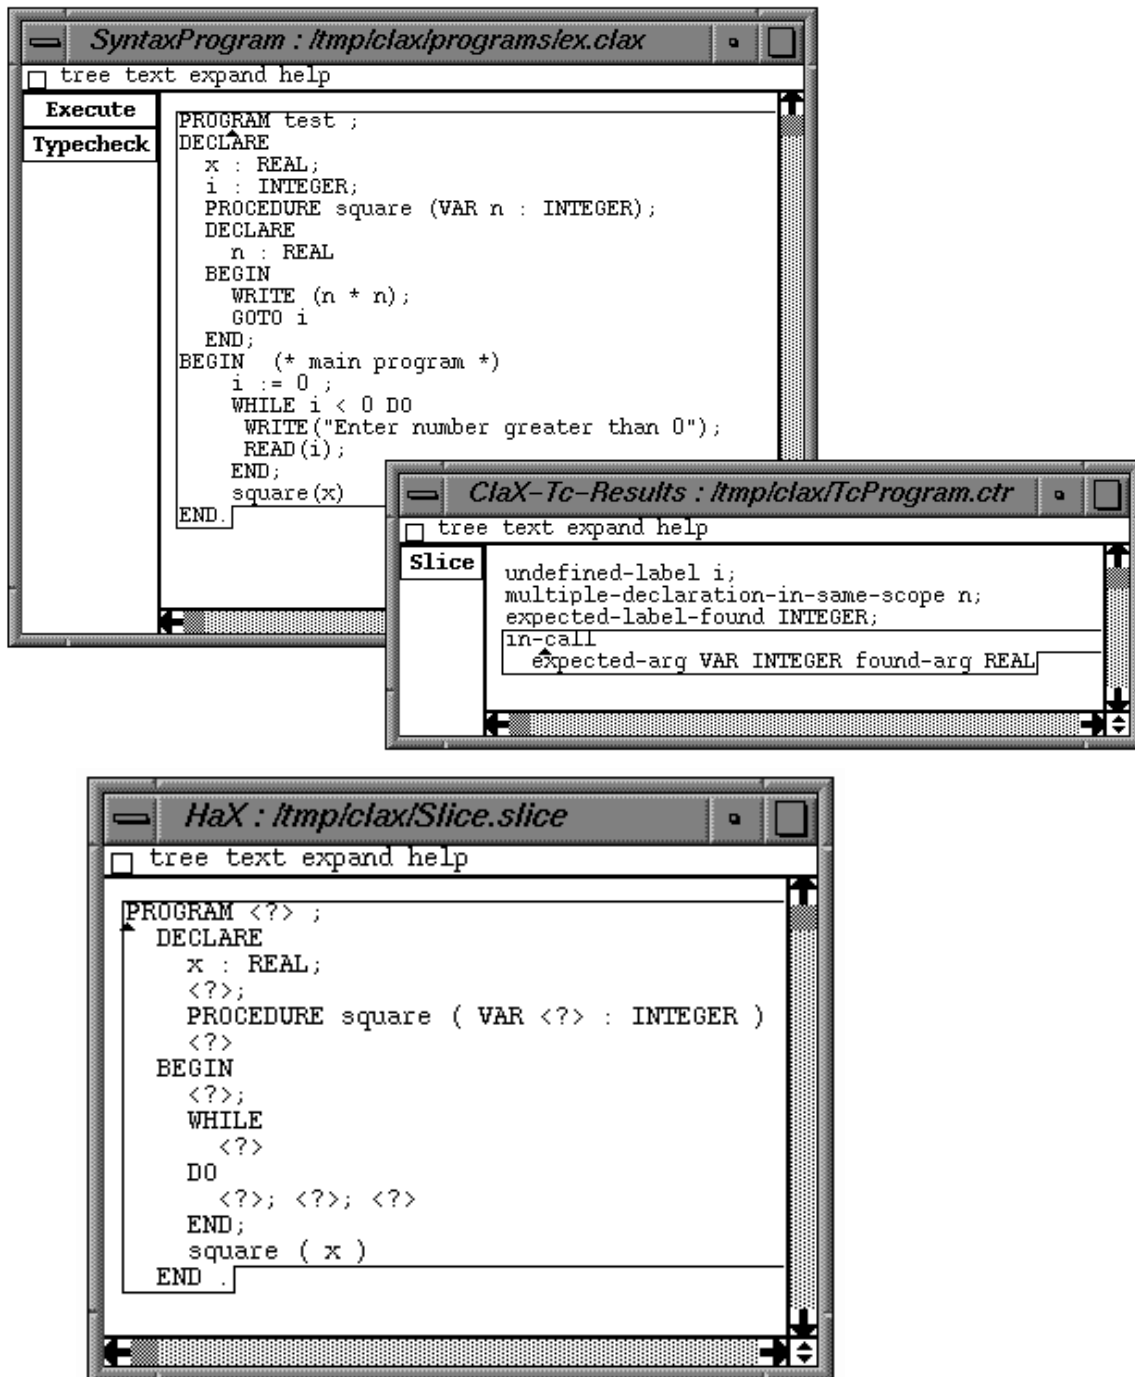 SyntaxProgram : /tmp/clax/programs/ex.clax
tree text expand help
Execute
Typecheck
PROGRAM test ;
DECLARE
x : REAL;
i : INTEGER;
PROCEDURE square (VAR n : INTEGER);
DECLARE
n : REAL
BEGIN
WRITE (n * n);
GOTO i
END;
BEGIN (* main program *)
i := 0 ;
WHILE i < 0 DO
WRITE("Enter number greater than 0");
READ(i);
END;
square(x)
END.
ClaX-Tc-Results : /tmp/clax/TcProgram.ctr
tree text expand help
Slice
undefined-label i;
multiple-declaration-in-same-scope n;
expected-label-found INTEGER;
in-call
expected-arg VAR INTEGER found-arg REAL
HaX : /tmp/clax/Slice.slice
tree text expand help
PROGRAM <?> ;
DECLARE
x : REAL;
<?>;
PROCEDURE square ( VAR <?> : INTEGER )
<?>
BEGIN
<?>;
WHILE
<?>
DO
<?>; <?>; <?>
END;
square ( x )
END .